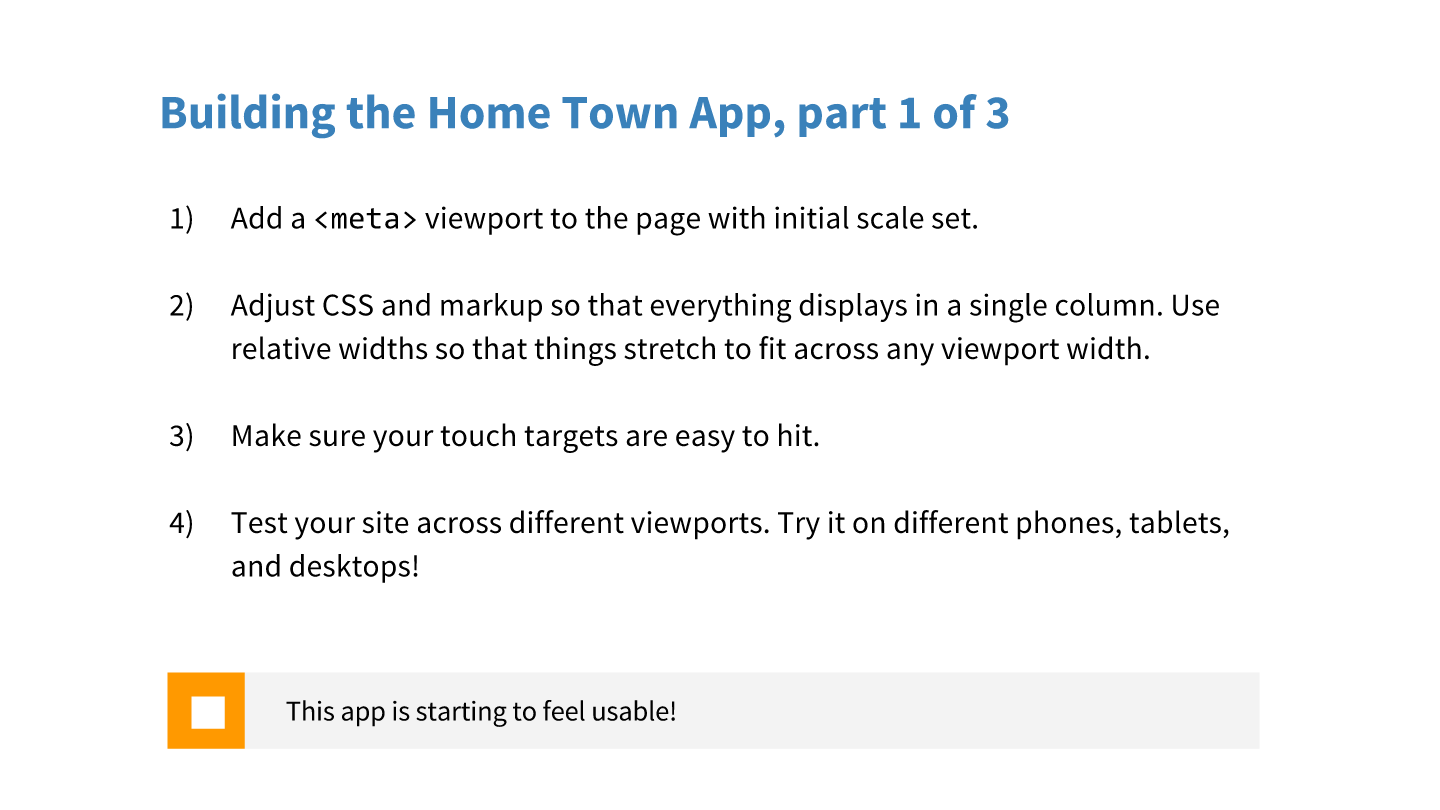 Building the Home Town App, part 1 of 3
1) Add a <meta> viewport to the page with initial scale set.
2) Adjust CSS and markup so that everything displays in a single column. Use
relative widths so that things stretch to fit across any viewport width.
3) Make sure your touch targets are easy to hit.
4) Test your site across different viewports. Try it on different phones, tablets,
and desktops!
This app is starting to feel usable!